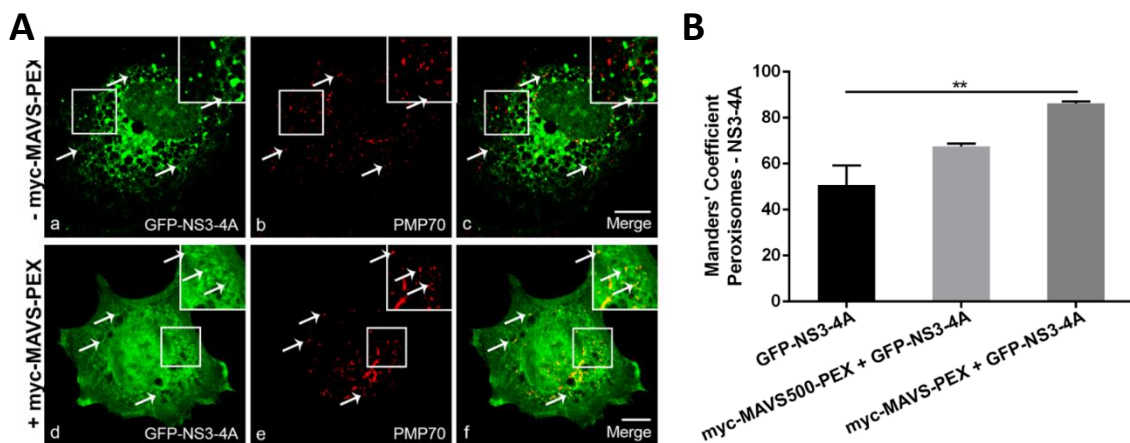 A
B
- myc-MAVS-PEX
a GFP-NS3-4A
b PMP70
c Merge
+ myc-MAVS-PEX
d GFP-NS3-4A
e PMP70
f Merge
Manders' Coefficient
Peroxisomes - NS3-4A
100
80
60
40
20
0
**
GFP-NS3-4A
myc-MAVS500-PEX + GFP-NS3-4A
myc-MAVS-PEX + GFP-NS3-4A